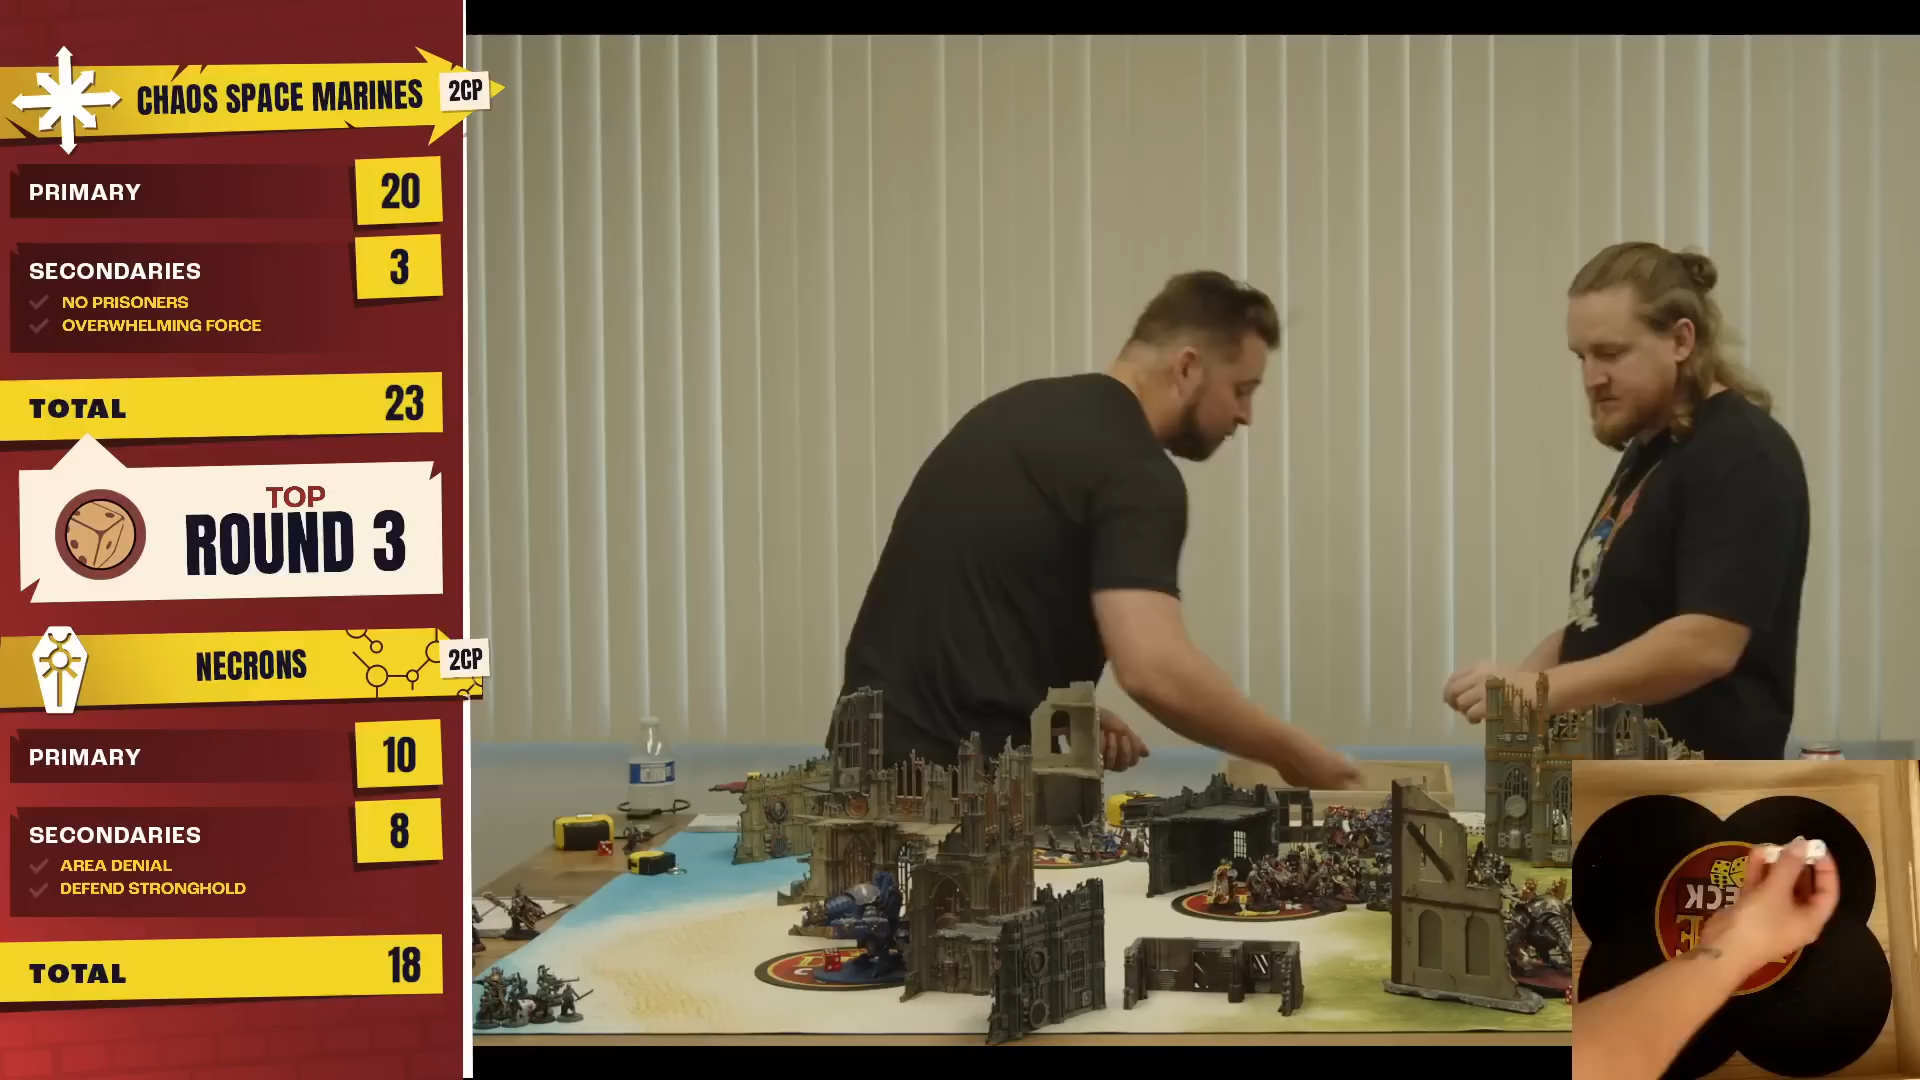 CHAOS SPACE MARINES
2CP
PRIMARY
20
SECONDARIES
3
NO PRISONERS
OVERWHELMING FORCE
TOTAL
23
TOP
ROUND 3
NECRONS
2CP
PRIMARY
10
SECONDARIES
8
AREA DENIAL
DEFEND STRONGHOLD
TOTAL
18